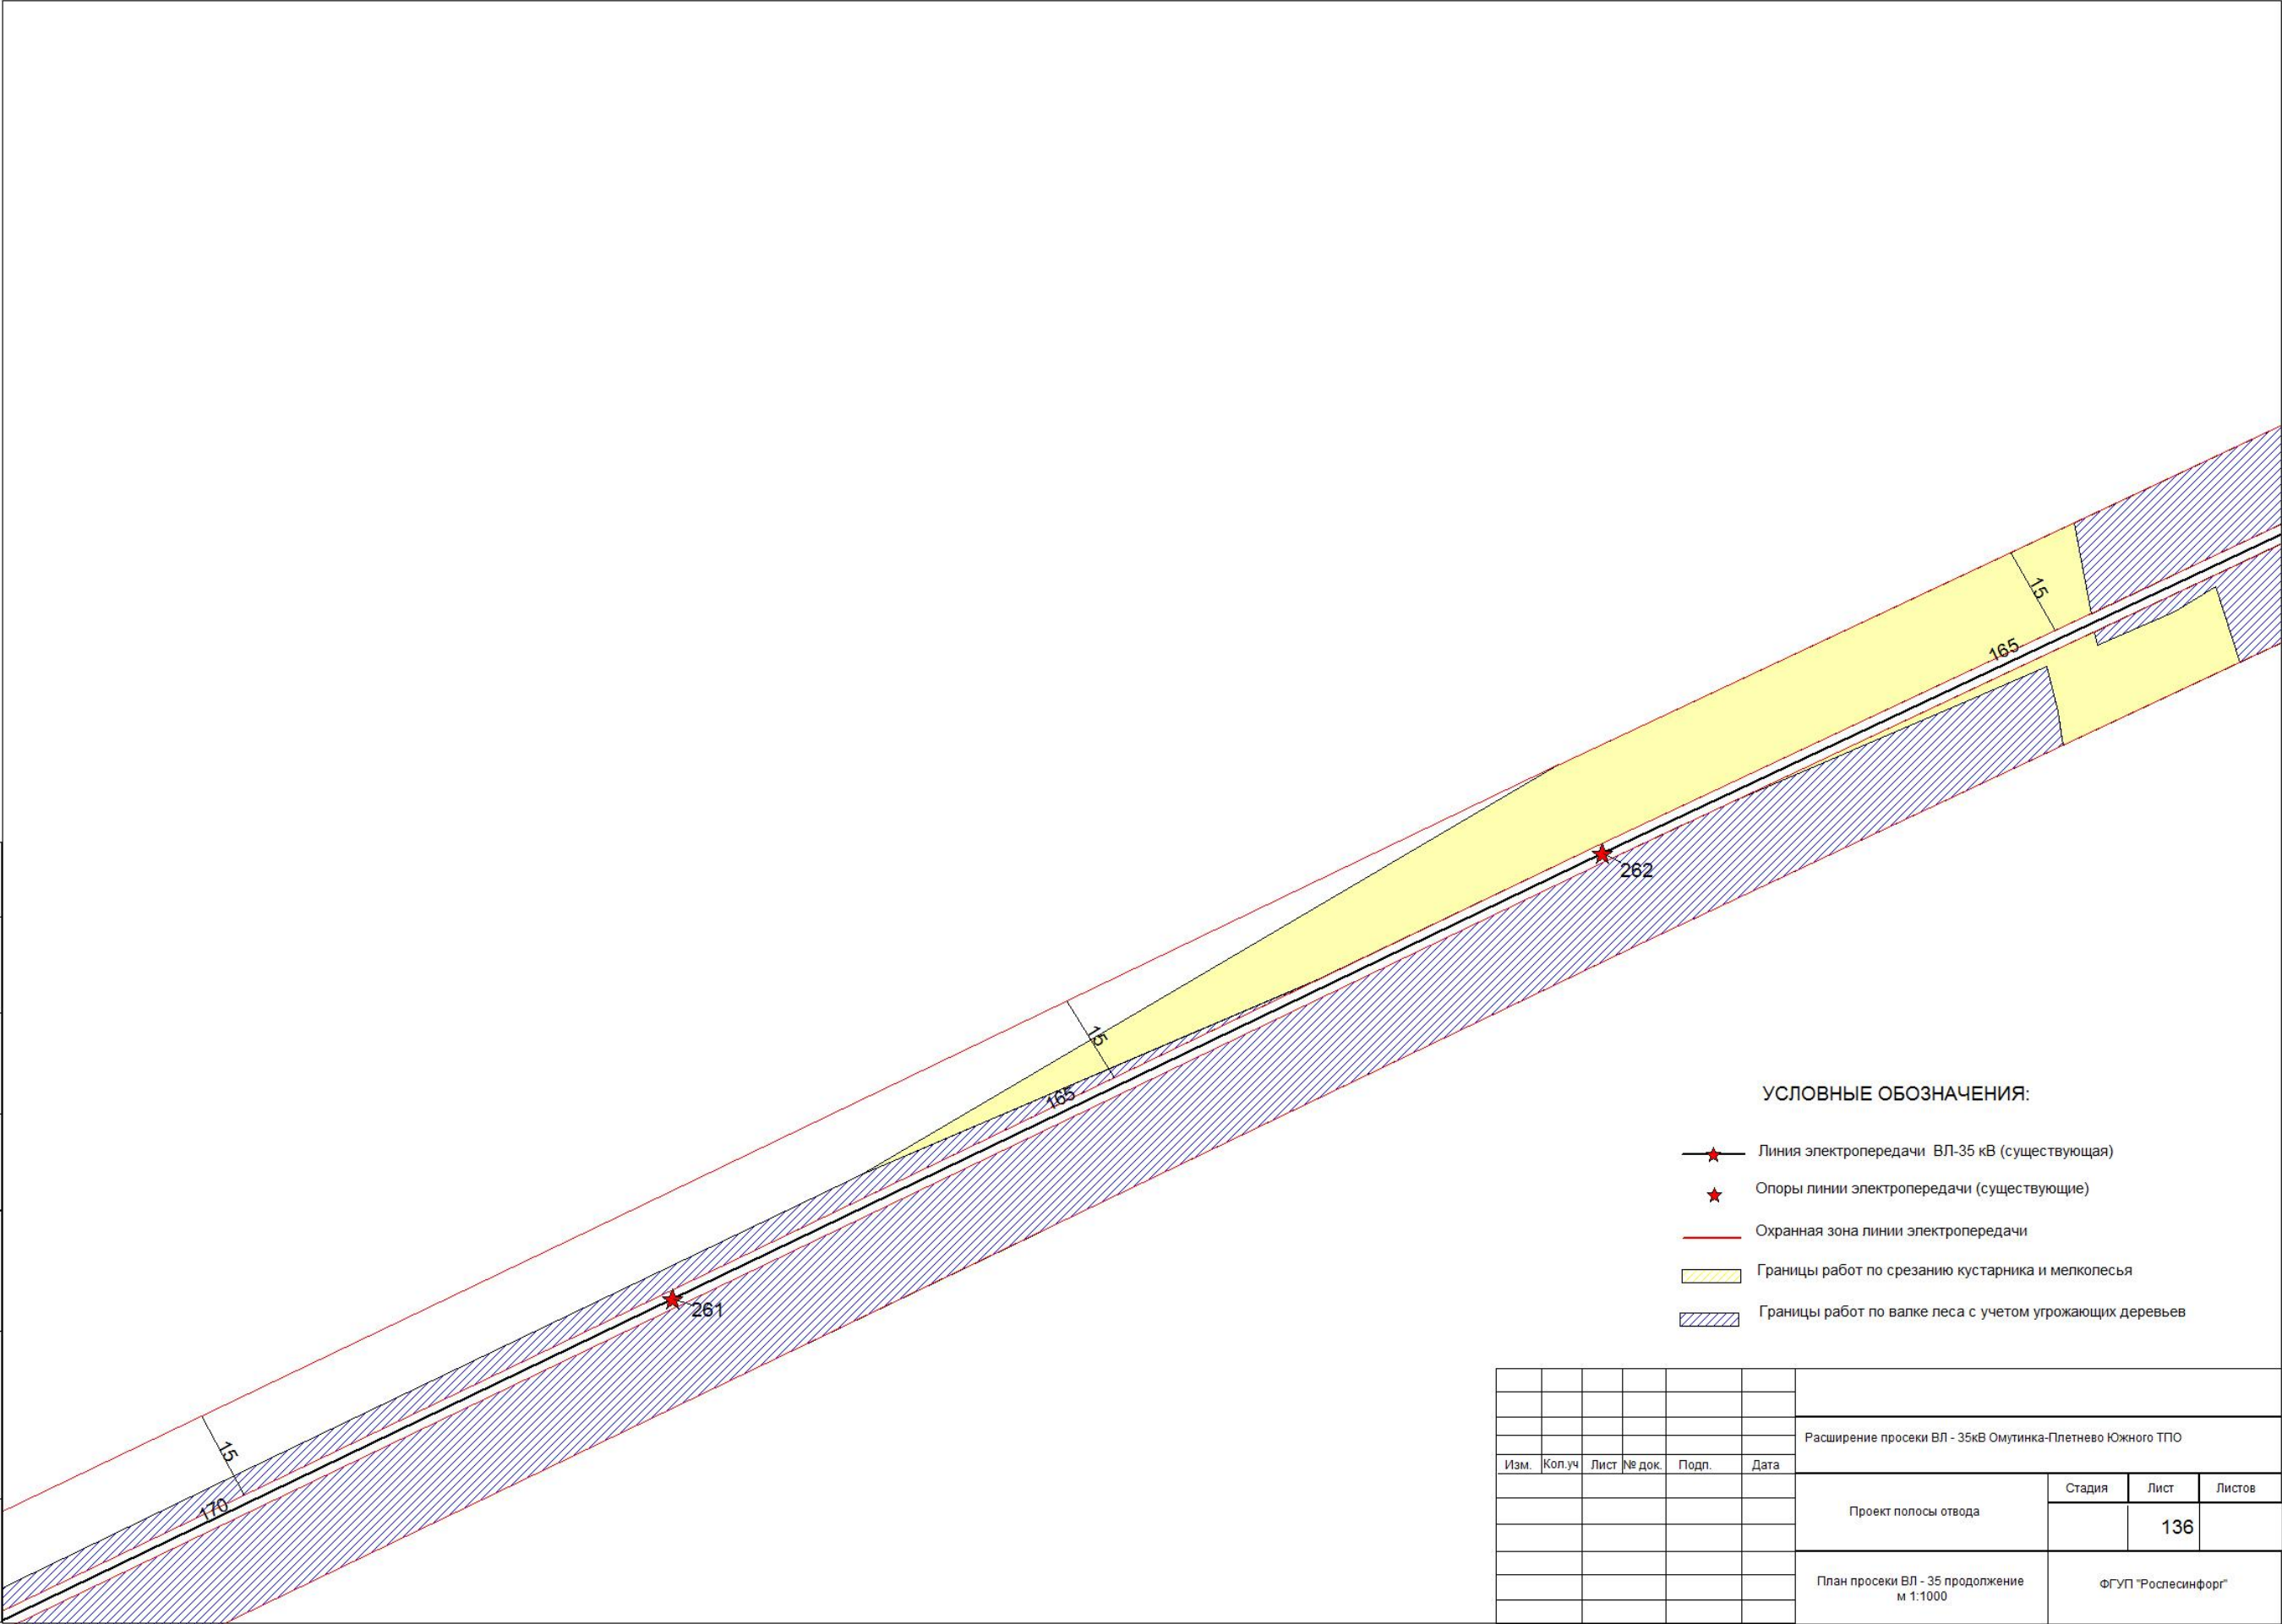 15
165
262
15
165
261
15
170
УСЛОВНЫЕ ОБОЗНАЧЕНИЯ:
Линия электропередачи ВЛ-35 кВ (существующая)
Опоры линии электропередачи (существующие)
Охранная зона линии электропередачи
Границы работ по срезанию кустарника и мелколесья
Границы работ по валке леса с учетом угрожающих деревьев
Расширение просеки ВЛ - 35кВ Омутинка-Плетнево Южного ТПО
Изм. Кол.уч Лист № док. Подп. Дата
Проект полосы отвода
Стадия Лист Листов
136
План просеки ВЛ - 35 продолжение
м 1:1000
ФГУП "Рослесинфорг"